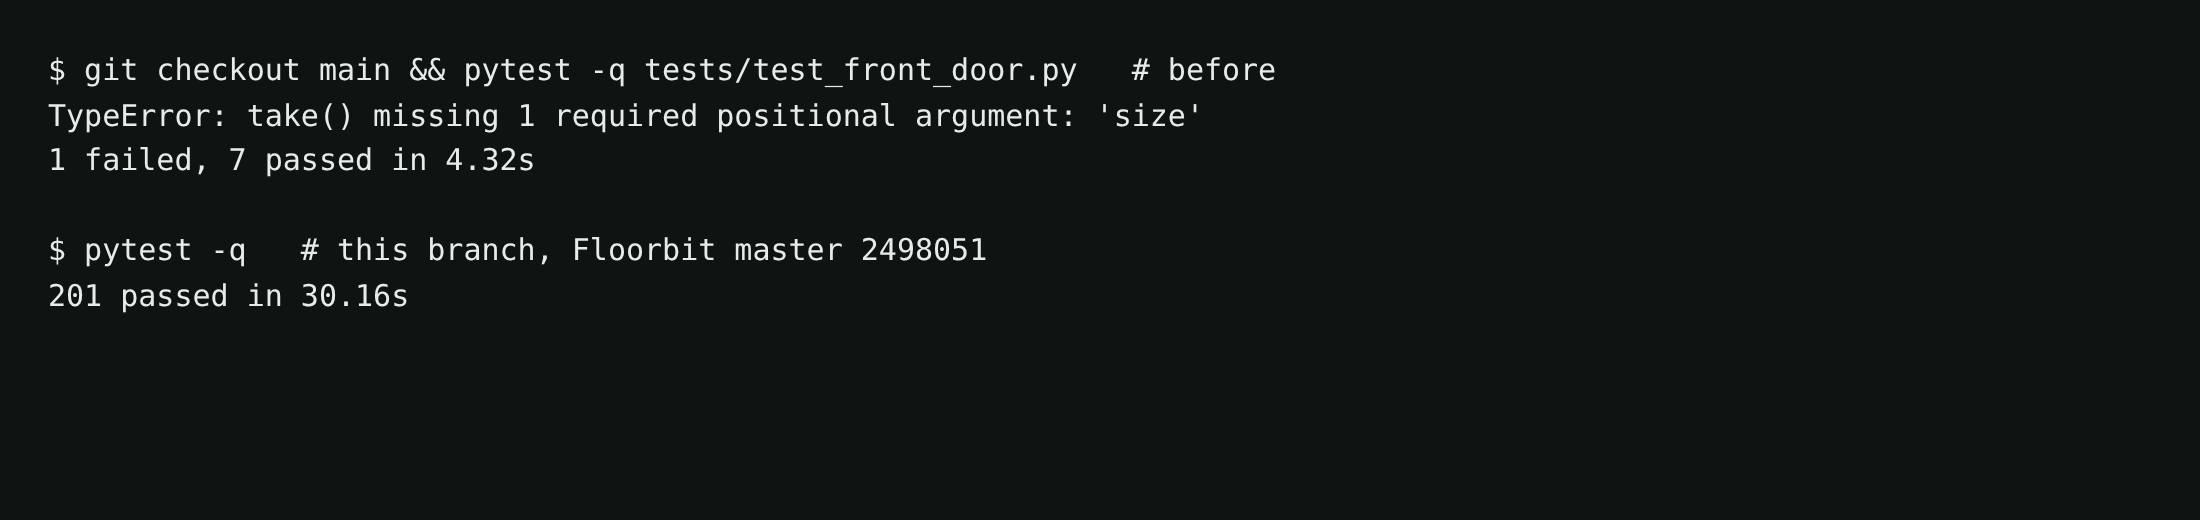 $ git checkout main && pytest -q tests/test_front_door.py   # before
TypeError: take() missing 1 required positional argument: 'size'
1 failed, 7 passed in 4.32s
$ pytest -q   # this branch, Floorbit master 2498051
201 passed in 30.16s